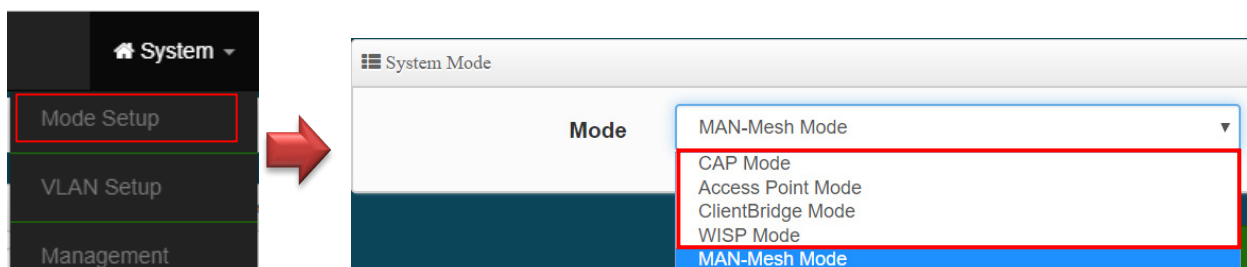 System
Mode Setup
VLAN Setup
Management
System Mode
Mode
MAN-Mesh Mode
CAP Mode
Access Point Mode
ClientBridge Mode
WISP Mode
MAN-Mesh Mode